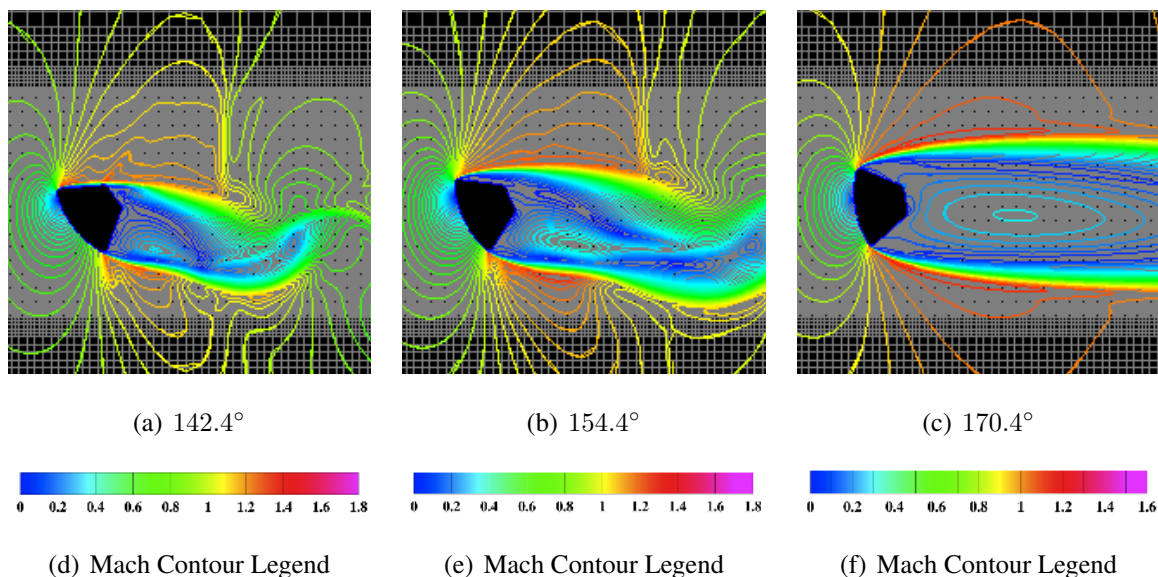 (a) 142.4°
(b) 154.4°
(c) 170.4°
0 0.2 0.4 0.6 0.8 1 1.2 1.4 1.6 1.8
0 0.2 0.4 0.6 0.8 1 1.2 1.4 1.6 1.8
0 0.2 0.4 0.6 0.8 1 1.2 1.4 1.6
(d) Mach Contour Legend
(e) Mach Contour Legend
(f) Mach Contour Legend